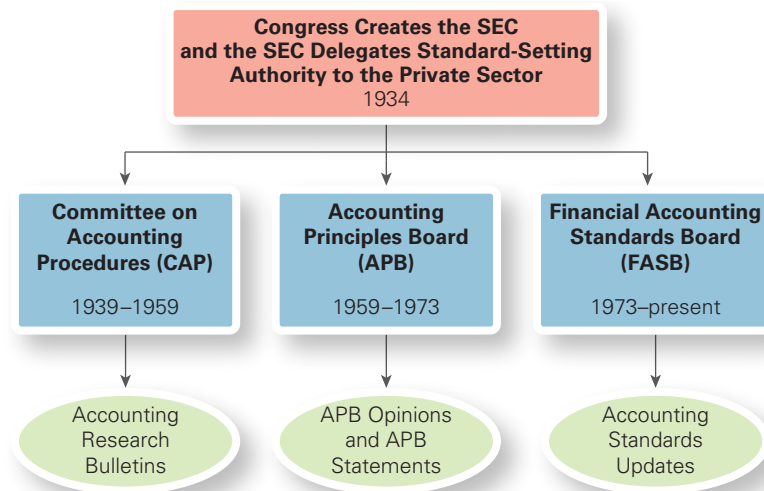 Congress Creates the SEC
and the SEC Delegates Standard-Setting
Authority to the Private Sector
1934
Committee on
Accounting
Procedures (CAP)
1939–1959
Accounting
Principles Board
(APB)
1959–1973
Financial Accounting
Standards Board
(FASB)
1973–present
Accounting
Research
Bulletins
APB Opinions
and APB
Statements
Accounting
Standards
Updates